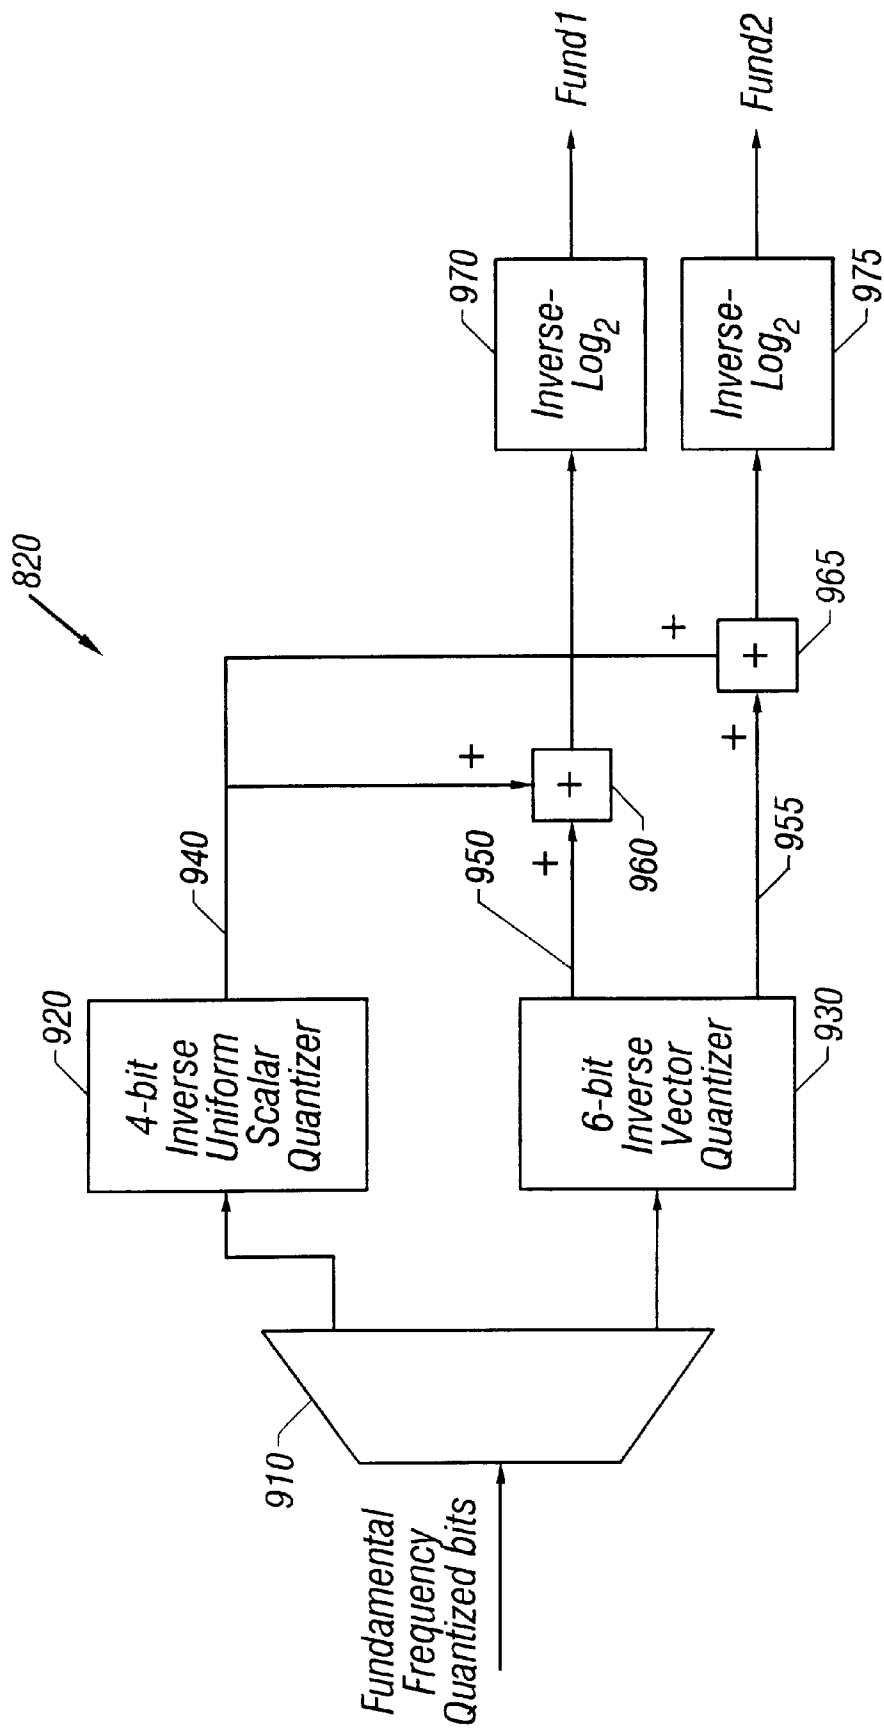 820
Fundamental
Frequency
Quantized bits
910
920
4-bit
Inverse
Uniform
Scalar
Quantizer
940
930
6-bit
Inverse
Vector
Quantizer
950
955
+
+
+
960
+
+
+
965
970
Inverse-
Log2
Fund1
975
Inverse-
Log2
Fund2